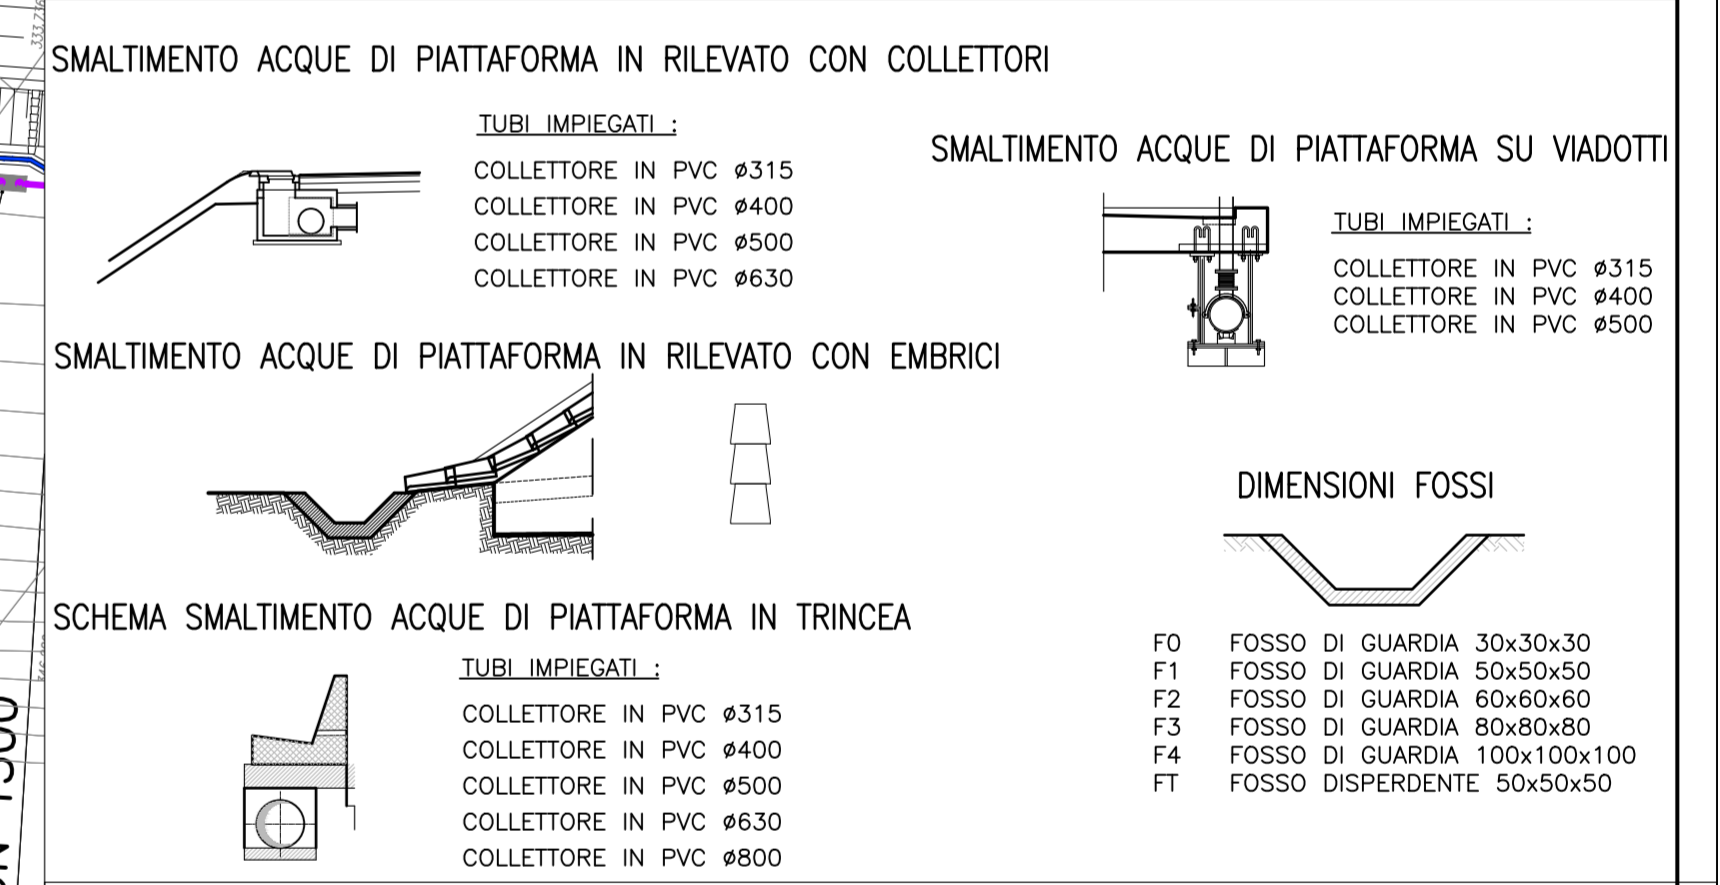 333.736
SMALTIMENTO ACQUE DI PIATTAFORMA IN RILEVATO CON COLLETTORI
TUBI IMPIEGATI :
COLLETTORE IN PVC ø315
COLLETTORE IN PVC ø400
COLLETTORE IN PVC ø500
COLLETTORE IN PVC ø630
SMALTIMENTO ACQUE DI PIATTAFORMA SU VIADOTTI
TUBI IMPIEGATI :
COLLETTORE IN PVC ø315
COLLETTORE IN PVC ø400
COLLETTORE IN PVC ø500
SMALTIMENTO ACQUE DI PIATTAFORMA IN RILEVATO CON EMBRICI
DIMENSIONI FOSSI
F0 FOSSO DI GUARDIA 30x30x30
F1 FOSSO DI GUARDIA 50x50x50
F2 FOSSO DI GUARDIA 60x60x60
F3 FOSSO DI GUARDIA 80x80x80
F4 FOSSO DI GUARDIA 100x100x100
FT FOSSO DISPERDENTE 50x50x50
SCHEMA SMALTIMENTO ACQUE DI PIATTAFORMA IN TRINCEA
TUBI IMPIEGATI :
COLLETTORE IN PVC ø315
COLLETTORE IN PVC ø400
COLLETTORE IN PVC ø500
COLLETTORE IN PVC ø630
COLLETTORE IN PVC ø800